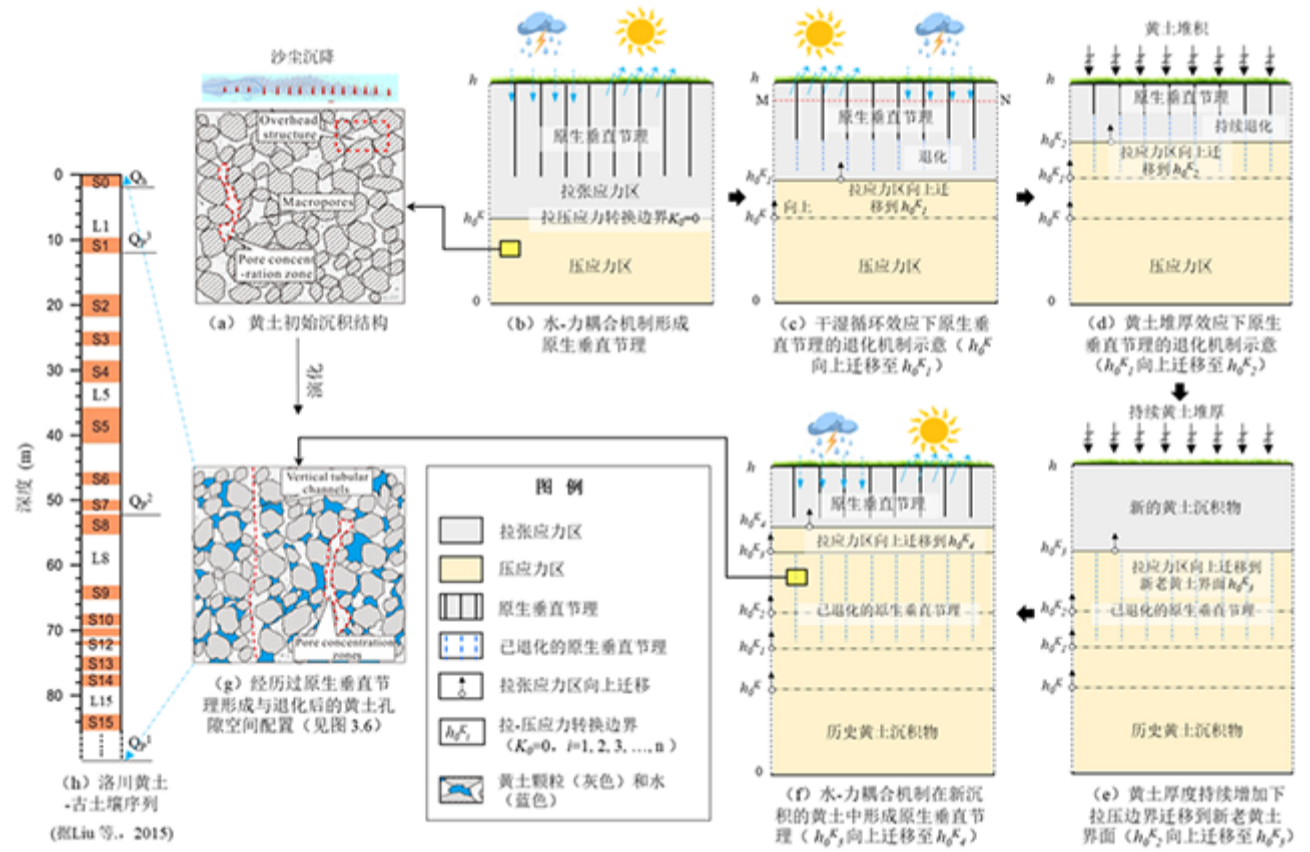 沙尘沉降
Overhead
structure
Macropores
Pore concent
-ration zone
(a) 黄土初始沉积结构
演化
h
原生垂直节理
拉张应力区
h₀ᴷ
拉压应力转换边界K₀=0
压应力区
0
(b) 水-力耦合机制形成
原生垂直节理
h
M
N
原生垂直节理
退化
h₀ᴷ₁
拉应力区向上迁
移到h₀ᴷ₁
h₀ᴷ
向上
压应力区
0
(c) 干湿循环效应下原生垂
直节理的退化机制示意（h₀ᴷ
向上迁移至h₀ᴷ₁）
黄土堆积
h
原生垂直节理
持续退化
h₀ᴷ₂
拉应力区向上迁
移到h₀ᴷ₂
h₀ᴷ₁
h₀ᴷ
压应力区
0
(d) 黄土堆厚效应下原生
垂直节理的退化机制示意
（h₀ᴷ₁向上迁移至h₀ᴷ₂）
持续黄土堆厚
h
新的黄土沉积物
h₀ᴷ₃
拉应力区向上迁移到
新老黄土界面h₀ᴷ₃
h₀ᴷ₂
已退化的原生垂直节理
h₀ᴷ₁
h₀ᴷ
历史黄土沉积物
0
(e) 黄土厚度持续增加下
拉压边界迁移到新老黄土
界面（h₀ᴷ₂向上迁移至h₀ᴷ₃）
h
原生垂直节理
h₀ᴷ₄
拉应力区向上迁移到h₀ᴷ₄
h₀ᴷ₃
h₀ᴷ₂
已退化的原生垂直节理
h₀ᴷ₁
h₀ᴷ
历史黄土沉积物
0
(f) 水-力耦合机制在新沉
积的黄土中形成原生垂直节
理（h₀ᴷ₃向上迁移至h₀ᴷ₄）
Vertical tubular
channels
Pore concentration
zones
(g) 经历过原生垂直节
理形成与退化后的黄土孔
隙空间配置（见图 3.6）
图 例
拉张应力区
压应力区
原生垂直节理
已退化的原生垂直节理
拉张应力区向上迁移
h₀ᴷᵢ
拉-压应力转换边界
（K₀=0，i=1, 2, 3, …, n）
黄土颗粒（灰色）和水
（蓝色）
深度 (m)
0
10
20
30
40
50
60
70
80
S0
L1
S1
S2
S3
S4
L5
S5
S6
S7
S8
L8
S9
S10
S12
S13
S14
L15
S15
Qₕ
Qₚ³
Qₚ²
Qₚ¹
(h) 洛川黄土
-古土壤序列
(据Liu 等.，2015)